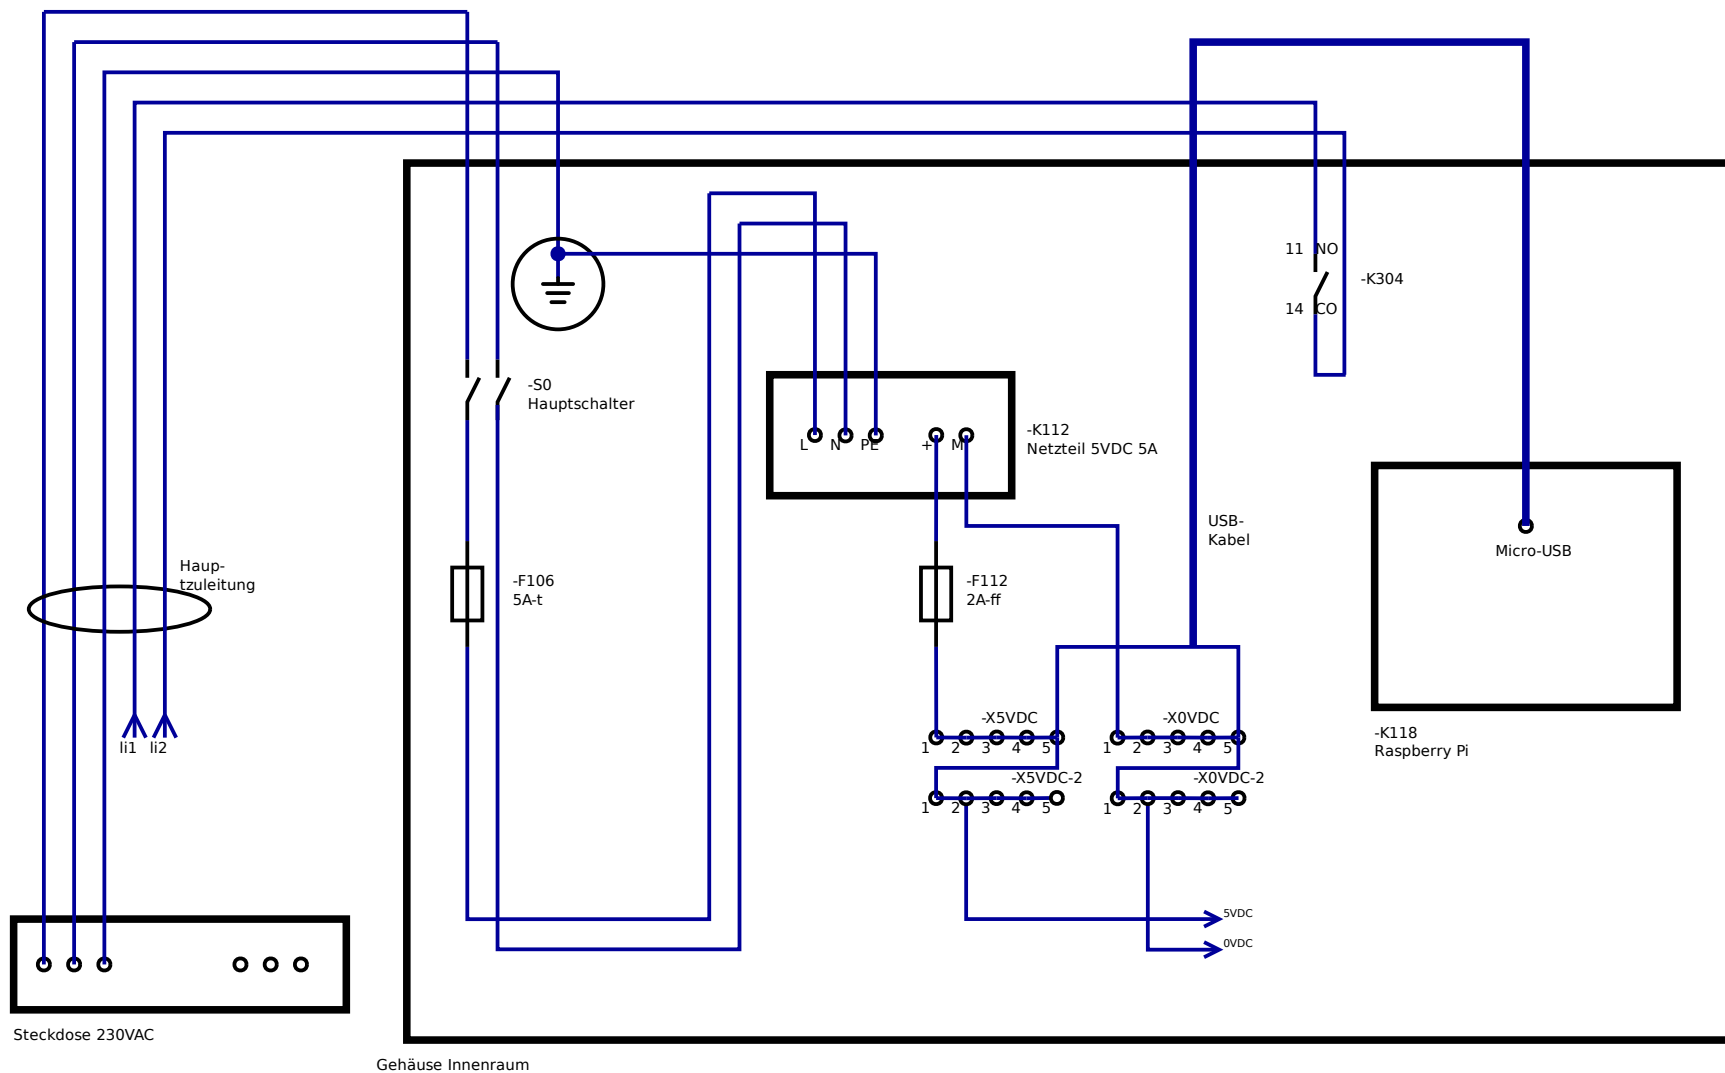 11 NO
-K304
14 CO
-S0
Hauptschalter
L N PE + M
-K112
Netzteil 5VDC 5A
USB-
Kabel
Micro-USB
Haup-
tzuleitung
-F106
5A-t
-F112
2A-ff
-X5VDC
-X0VDC
1 2 3 4 5
1 2 3 4 5
-K118
Raspberry Pi
li1 li2
-X5VDC-2
-X0VDC-2
1 2 3 4 5
1 2 3 4 5
5VDC
0VDC
Steckdose 230VAC
Gehäuse Innenraum